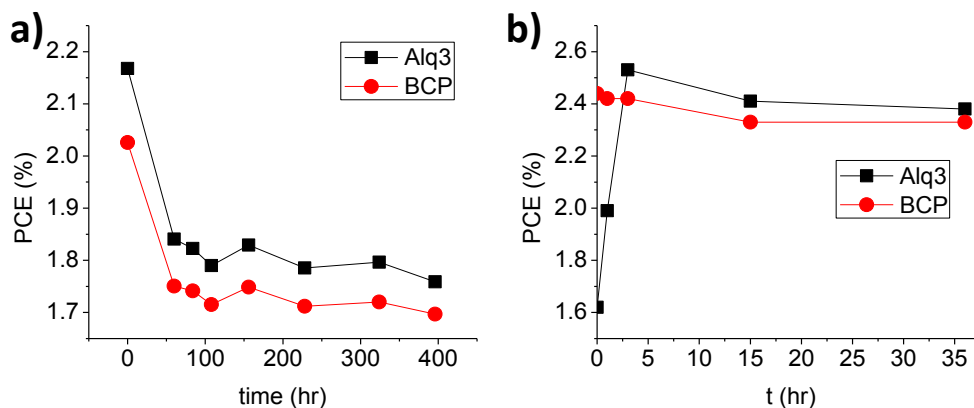 a)
2.2
2.1
2.0
1.9
1.8
1.7
PCE (%)
Alq3
BCP
0 100 200 300 400
time (hr)
b)
2.6
2.4
2.2
2.0
1.8
1.6
PCE (%)
Alq3
BCP
0 5 10 15 20 25 30 35
t (hr)